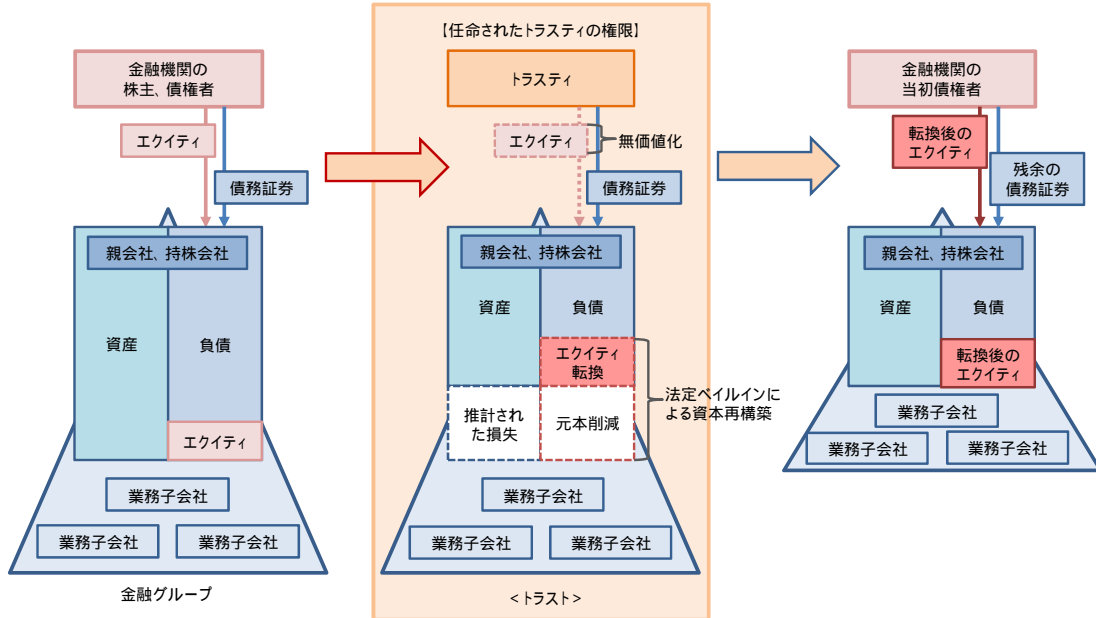 金融機関の
株主、債権者
エクイティ
債務証券
親会社、持株会社
資産
負債
エクイティ
業務子会社
業務子会社
業務子会社
金融グループ
【任命されたトラスティの権限】
トラスティ
エクイティ
無価値化
債務証券
親会社、持株会社
資産
負債
エクイティ
転換
推計され
た損失
元本削減
法定ベイルイン
による資本再構築
業務子会社
業務子会社
業務子会社
<トラスト>
金融機関の
当初債権者
転換後の
エクイティ
残余の
債務証券
親会社、持株会社
資産
負債
転換後の
エクイティ
業務子会社
業務子会社
業務子会社